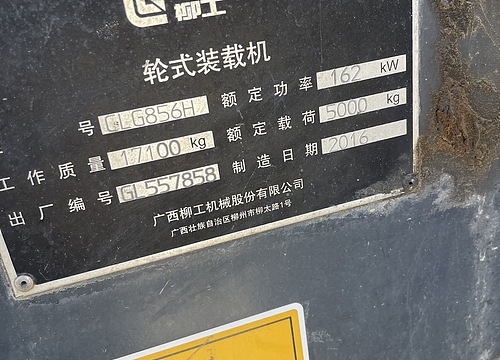 柳工
轮式装载机
号 CLG856H 额定功率 162 kW
工作质量 17100 kg 额定载荷 5000 kg
出厂编号 GL557858 制造日期 2016
广西柳工机械股份有限公司
广西壮族自治区柳州市柳太路1号